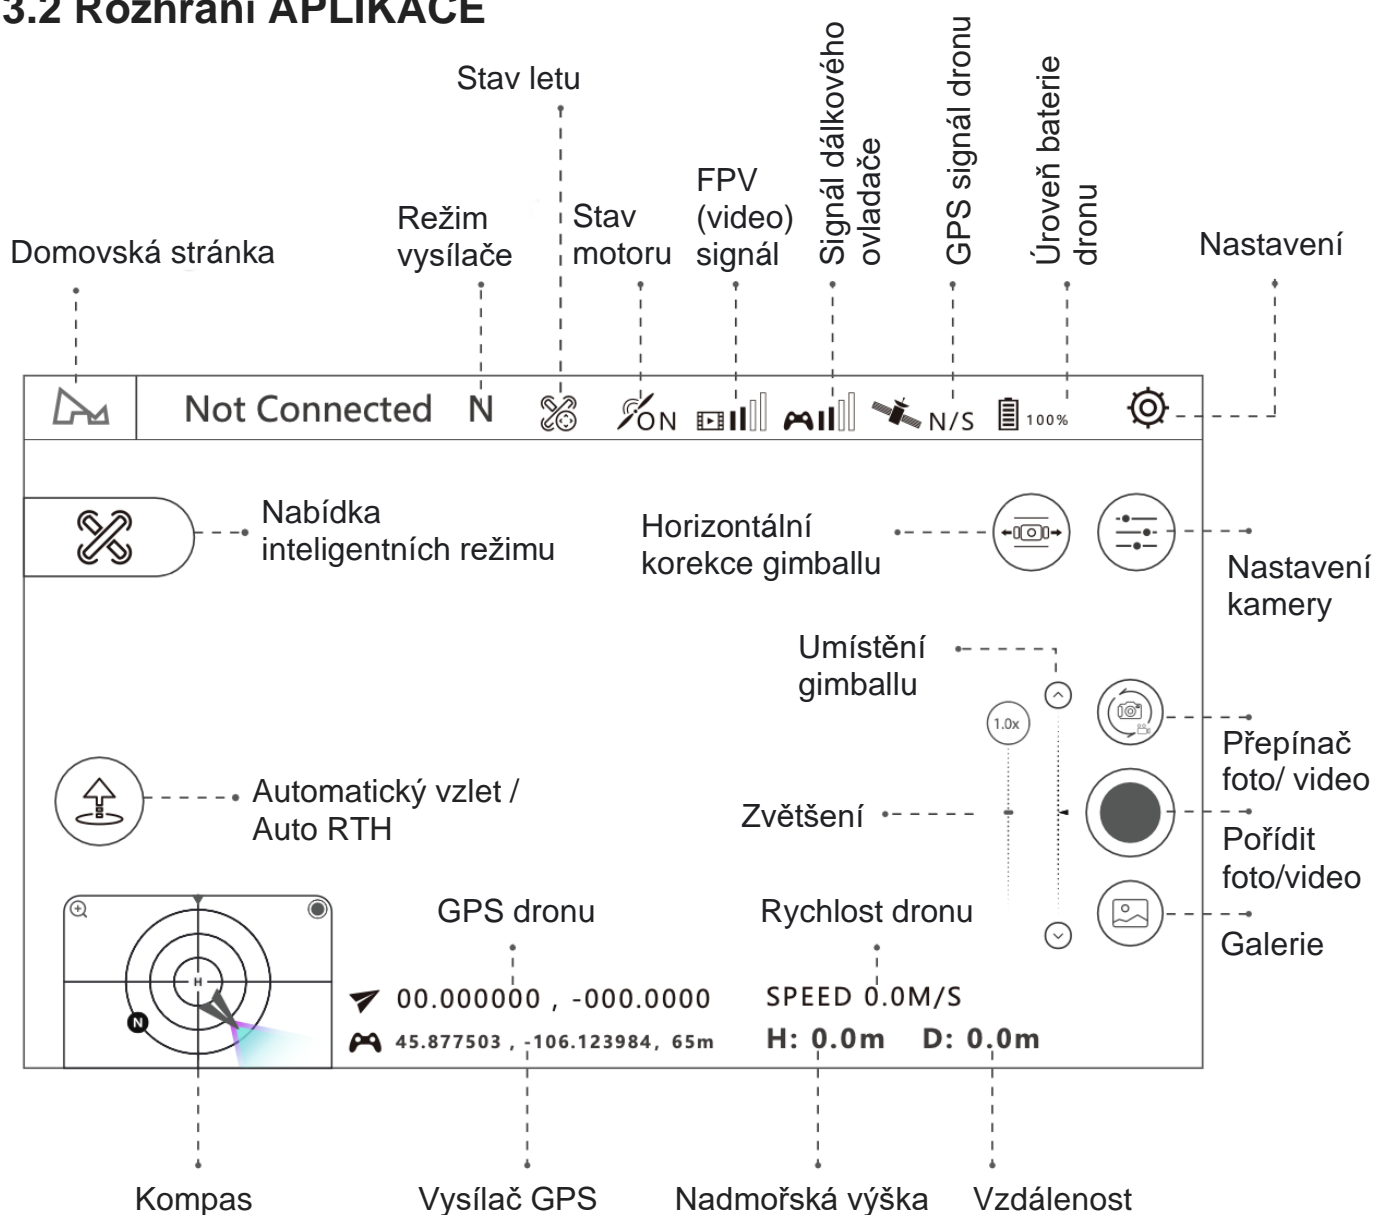 3.2 Rozhraní APLIKACE
Stav letu
Režim
vysílače
Stav
motoru
FPV
(video)
signál
Signál dálkového
ovladače
GPS signál dronu
Úroveň baterie
dronu
Domovská stránka
Nastavení
Not Connected N ON N/S 100%
Nabídka
inteligentních režimu
Horizontální
korekce gimballu
Nastavení
kamery
Umístění
gimballu
1.0x
Přepínač
foto/ video
Automatický vzlet /
Auto RTH
Zvětšení
Pořídit
foto/video
GPS dronu
Rychlost dronu
Galerie
H
N
00.000000 , -000.0000
SPEED 0.0M/S
45.877503 , -106.123984, 65m
H: 0.0m D: 0.0m
Kompas
Vysílač GPS
Nadmořská výška
Vzdálenost